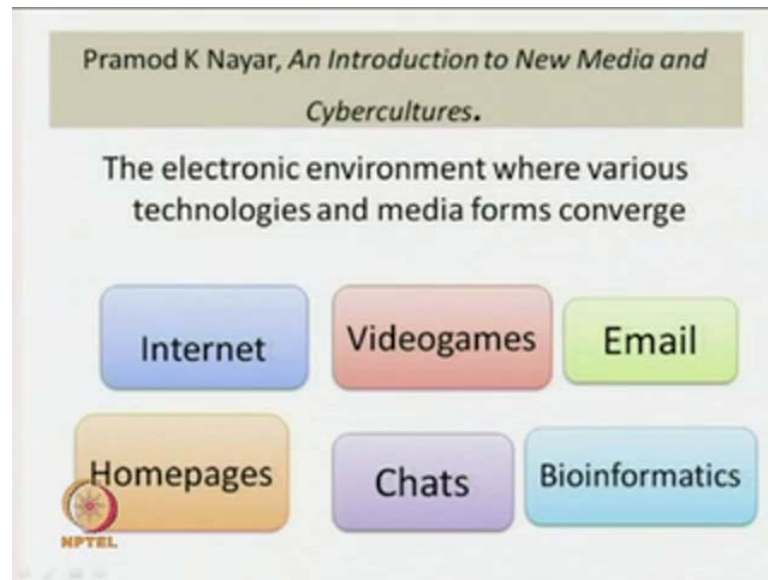 Pramod K Nayar, An Introduction to New Media and
Cybercultures.
The electronic environment where various
technologies and media forms converge
Internet
Videogames
Email
Homepages
Chats
Bioinformatics
NPTEL